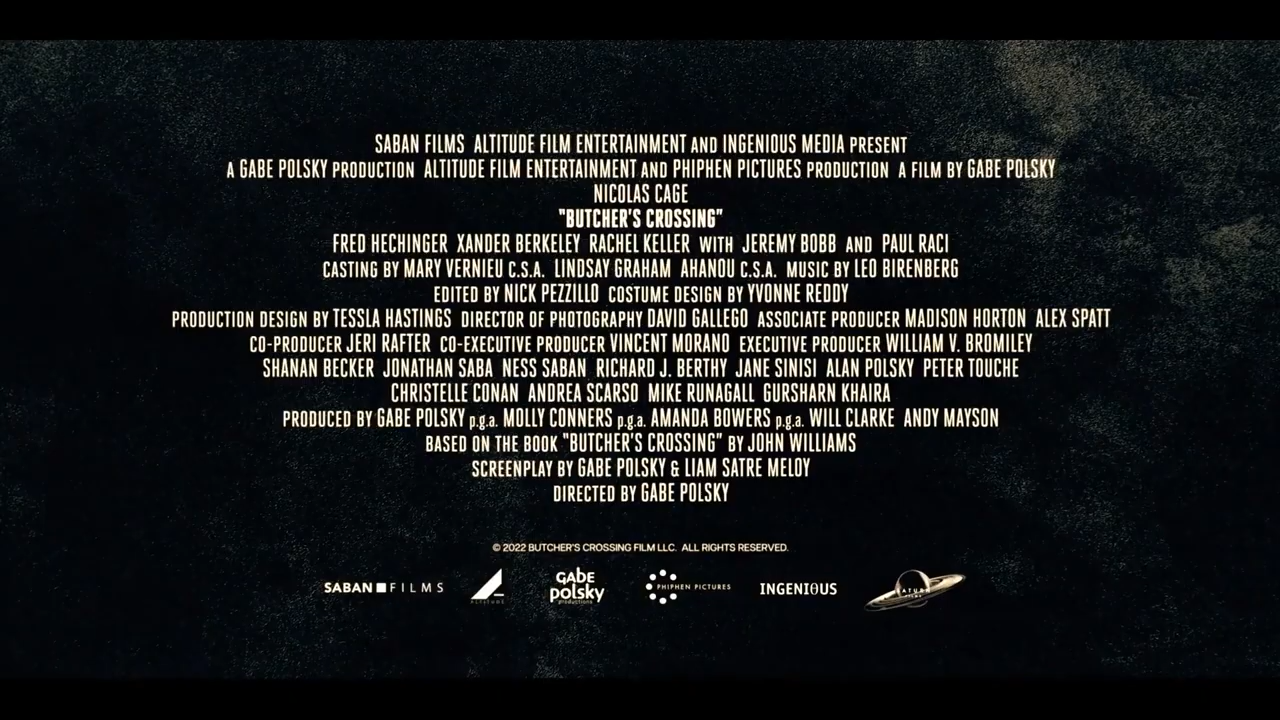 SABAN FILMS ALTITUDE FILM ENTERTAINMENT AND INGENIOUS MEDIA PRESENT
A GABE POLSKY PRODUCTION ALTITUDE FILM ENTERTAINMENT AND PHIPHEN PICTURES PRODUCTION A FILM BY GABE POLSKY
NICOLAS CAGE
"BUTCHER'S CROSSING"
FRED HECHINGER XANDER BERKELEY RACHEL KELLER WITH JEREMY BOBB AND PAUL RACI
CASTING BY MARY VERNIEU C.S.A. LINDSAY GRAHAM AHANOU C.S.A. MUSIC BY LEO BIRENBERG
EDITED BY NICK PEZZILLO COSTUME DESIGN BY YVONNE REDDY
PRODUCTION DESIGN BY TESSLA HASTINGS DIRECTOR OF PHOTOGRAPHY DAVID GALLEGO ASSOCIATE PRODUCER MADISON HORTON ALEX SPATT
CO-PRODUCER JERI RAFTER CO-EXECUTIVE PRODUCER VINCENT MORANO EXECUTIVE PRODUCER WILLIAM V. BROMILEY
SHANAN BECKER JONATHAN SABA NESS SABAN RICHARD J. BERTHY JANE SINISI ALAN POLSKY PETER TOUCHE
CHRISTELLE CONAN ANDREA SCARSO MIKE RUNAGALL GURSHARN KHAIRA
PRODUCED BY GABE POLSKY p.g.a. MOLLY CONNERS p.g.a. AMANDA BOWERS p.g.a. WILL CLARKE ANDY MAYSON
BASED ON THE BOOK "BUTCHER'S CROSSING" BY JOHN WILLIAMS
SCREENPLAY BY GABE POLSKY & LIAM SATRE MELOY
DIRECTED BY GABE POLSKY
© 2022 BUTCHER'S CROSSING FILM LLC. ALL RIGHTS RESERVED.
SABAN FILMS
ALTITUDE
GABE
polsky
productions
PHIPHEN PICTURES
INGENIOUS